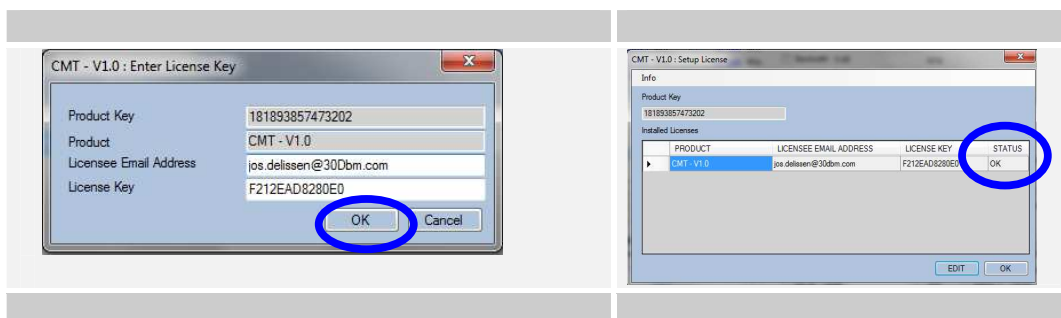 CMT - V1.0 : Enter License Key
Product Key 181893857473202
Product CMT - V1.0
Licensee Email Address jos.delissen@30Dbm.com
License Key F212EAD8280E0
OK Cancel
CMT - V1.0 : Setup License
Info
Product Key
181893857473202
Installed Licenses
PRODUCT LICENSEE EMAIL ADDRESS LICENSE KEY STATUS
CMT - V1.0 jos.delissen@30dbm.com F212EAD8280E0 OK
EDIT OK